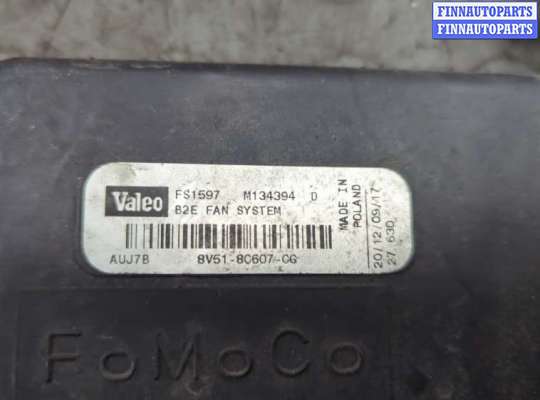 FINNAUTOPARTS
FINNAUTOPARTS
Valeo
FS1597 M134394 D
B2E FAN SYSTEM
AUJ7B 8V51-8C607-CG
MADE IN
POLAND
20/12/09/17
27 630
FoMoCo